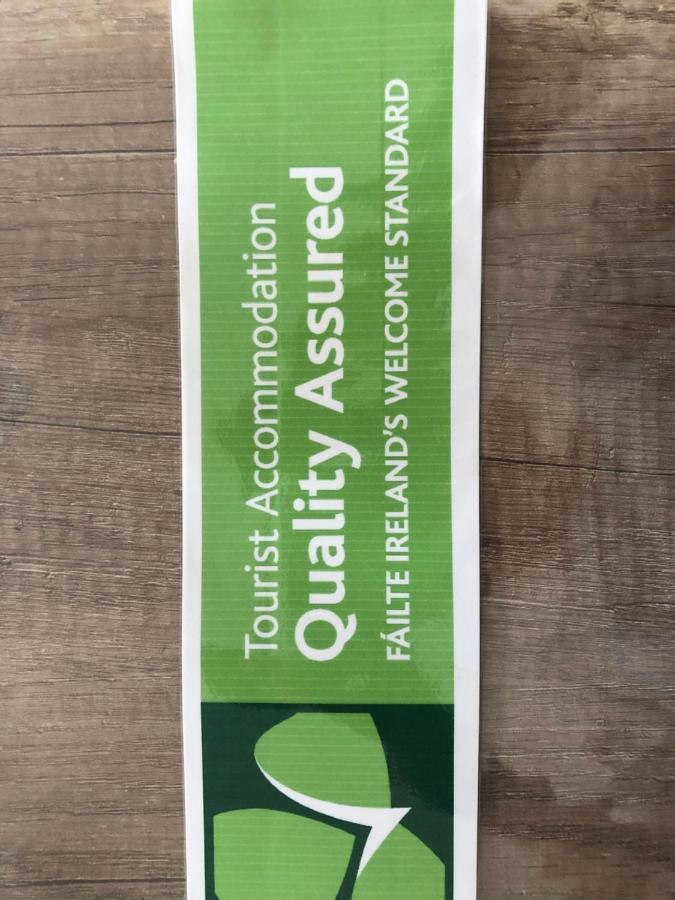 Tourist Accommodation
Quality Assured
FÁILTE IRELAND'S WELCOME STANDARD